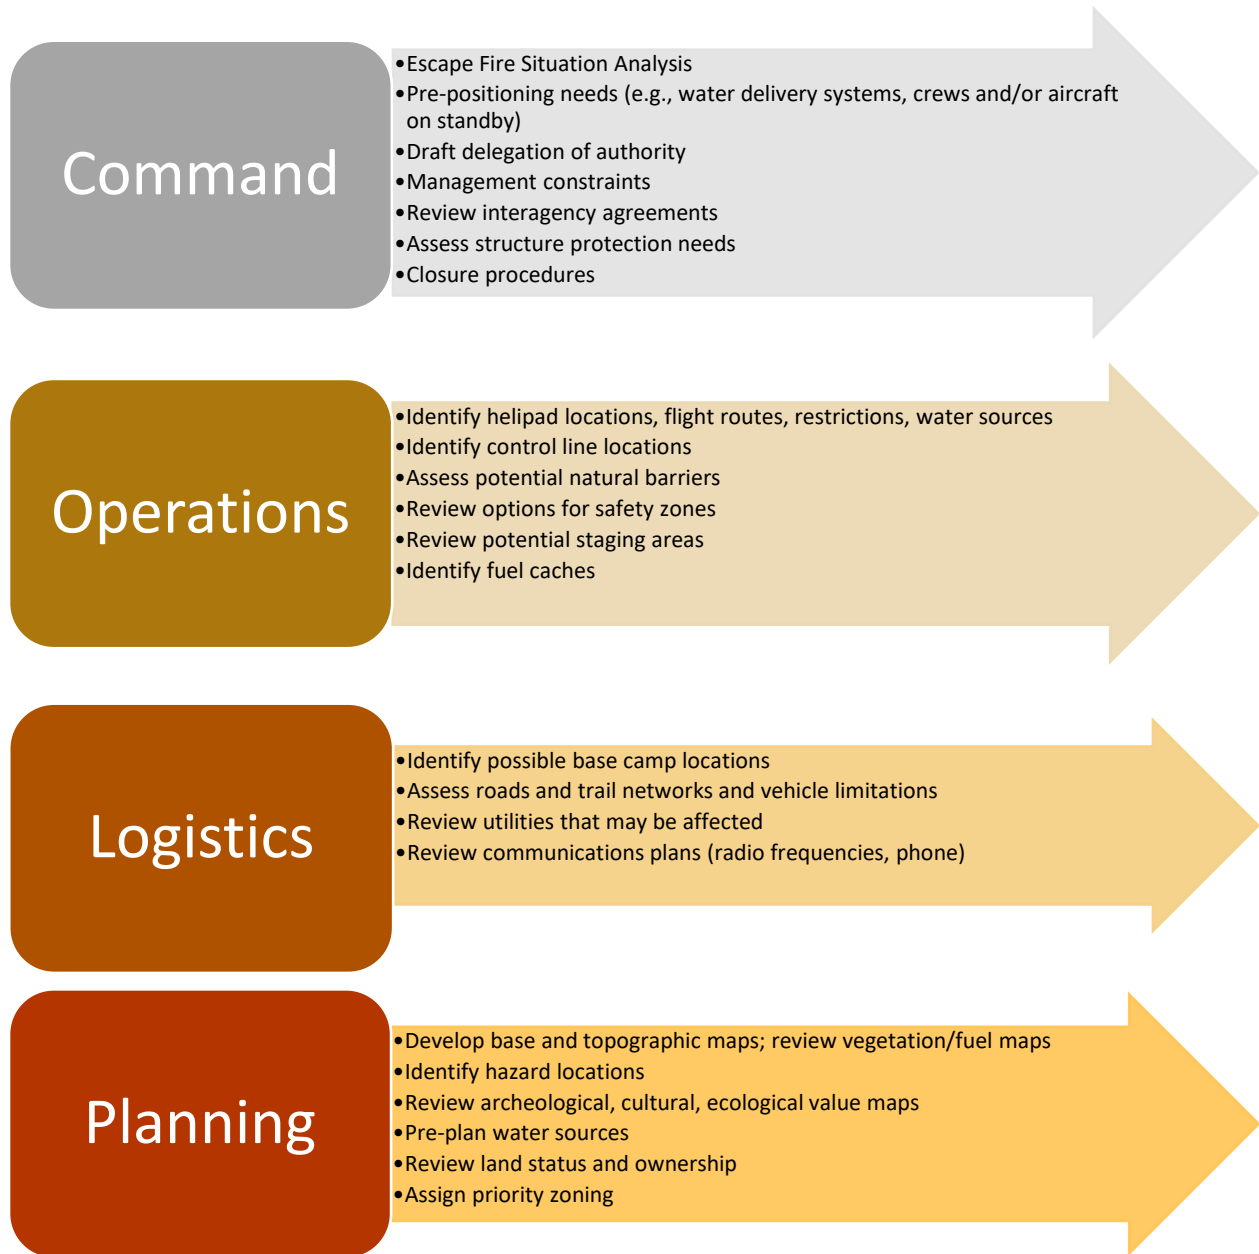 Command
•Escape Fire Situation Analysis
•Pre-positioning needs (e.g., water delivery systems, crews and/or aircraft
on standby)
•Draft delegation of authority
•Management constraints
•Review interagency agreements
•Assess structure protection needs
•Closure procedures
Operations
•Identify helipad locations, flight routes, restrictions, water sources
•Identify control line locations
•Assess potential natural barriers
•Review options for safety zones
•Review potential staging areas
•Identify fuel caches
Logistics
•Identify possible base camp locations
•Assess roads and trail networks and vehicle limitations
•Review utilities that may be affected
•Review communications plans (radio frequencies, phone)
Planning
•Develop base and topographic maps; review vegetation/fuel maps
•Identify hazard locations
•Review archeological, cultural, ecological value maps
•Pre-plan water sources
•Review land status and ownership
•Assign priority zoning